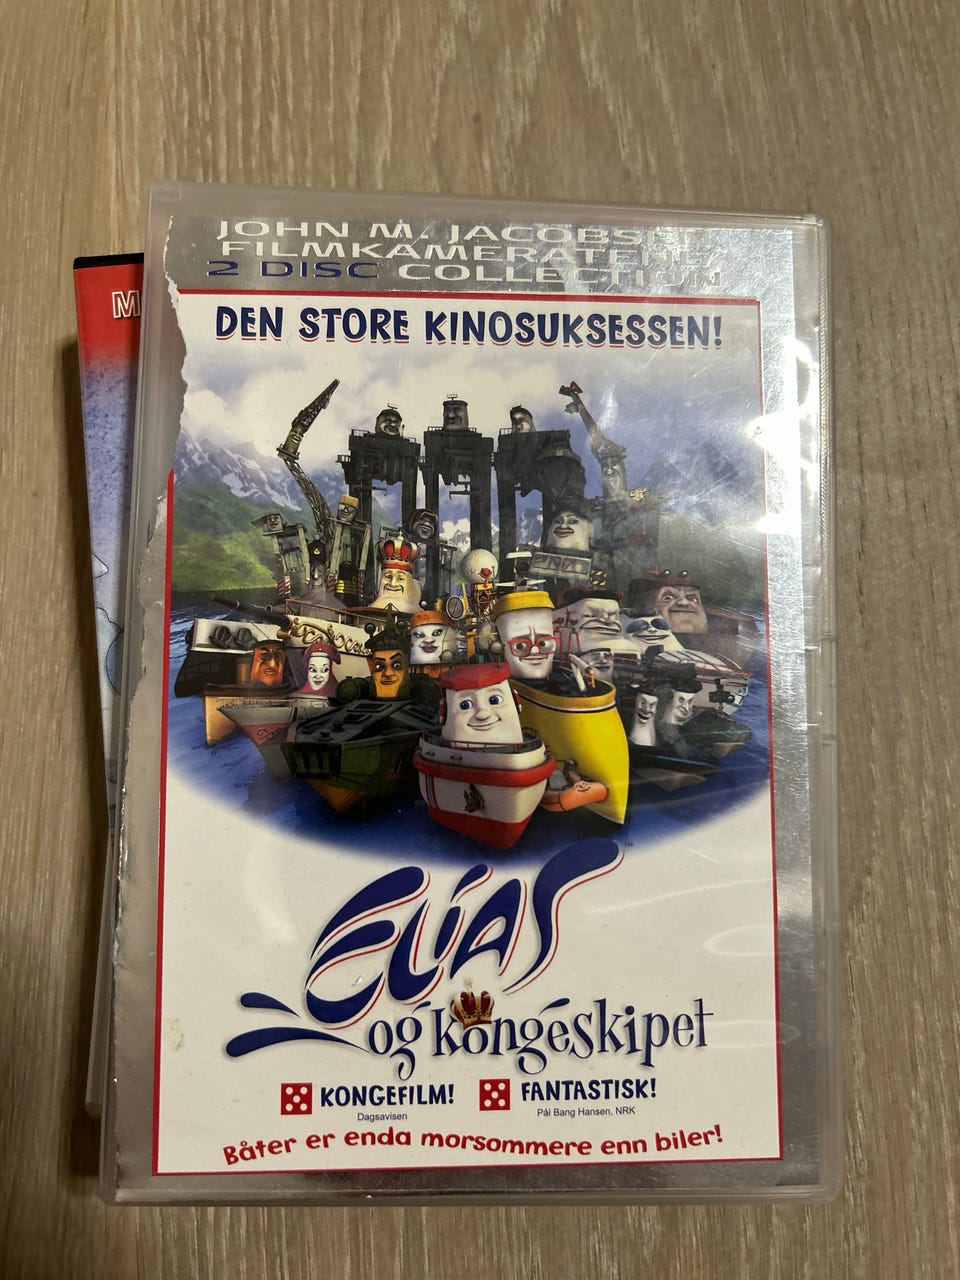 JOHN M. JACOBSEN
FILMKAMERATENE
2 DISC COLLECTION
DEN STORE KINOSUKSESSEN!
ELIAS
TM
og kongeskipet
KONGEFILM!
Dagsavisen
FANTASTISK!
Pål Bang Hansen, NRK
Båter er enda morsommere enn biler!